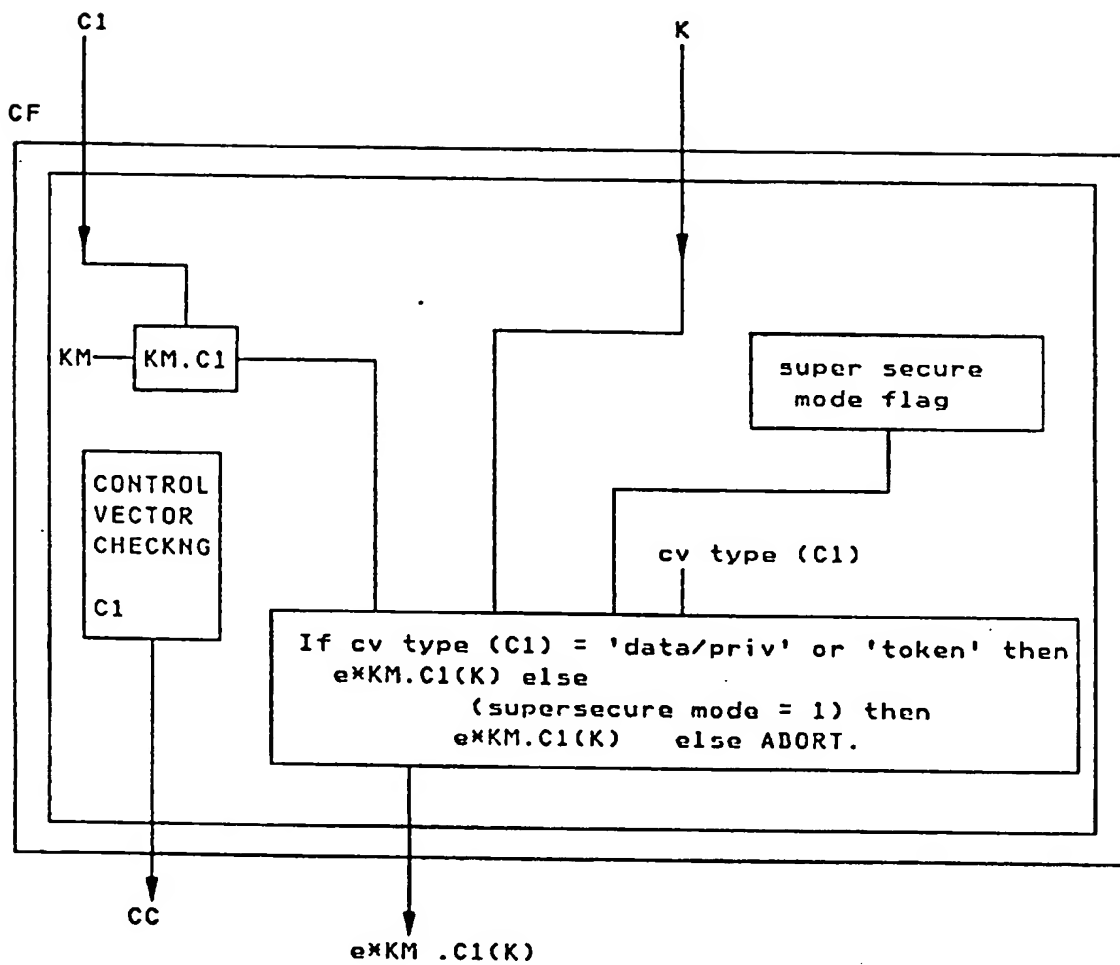 C1
K
CF
KM
KM.C1
super secure
mode flag
CONTROL
VECTOR
CHECKNG
C1
cv type (C1)
If cv type (C1) = 'data/priv' or 'token' then
e*KM.C1(K) else
(supersecure mode = 1) then
e*KM.C1(K) else ABORT.
CC
e*KM .C1(K)